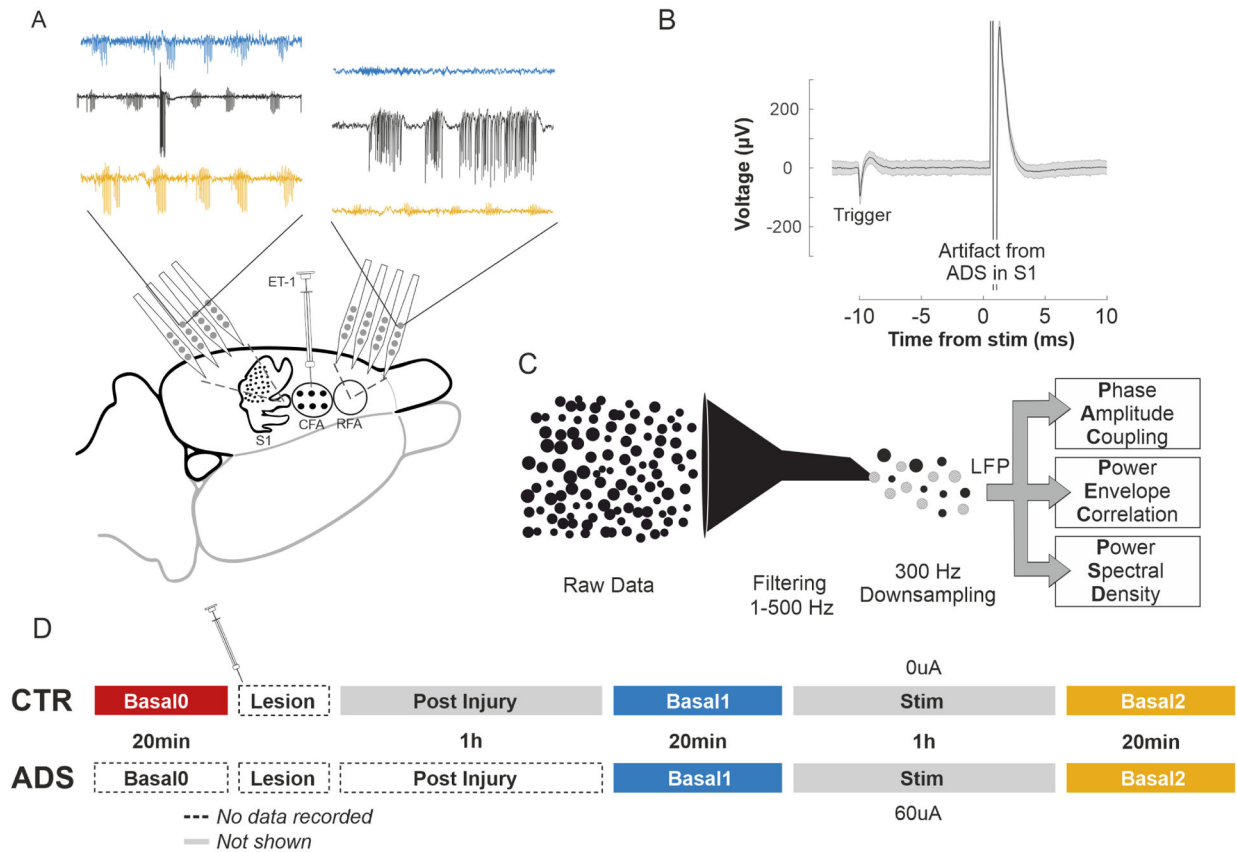 A
ET-1
S1
CFA
RFA
B
Voltage (µV)
200
0
-200
Trigger
Artifact from
ADS in S1
-10
-5
0
5
10
Time from stim (ms)
C
Raw Data
Filtering
1-500 Hz
300 Hz
Downsampling
LFP
Phase
Amplitude
Coupling
Power
Envelope
Correlation
Power
Spectral
Density
D
0uA
CTR
Basal0
Lesion
Post Injury
Basal1
Stim
Basal2
20min
1h
20min
1h
20min
ADS
Basal0
Lesion
Post Injury
Basal1
Stim
Basal2
60uA
No data recorded
Not shown